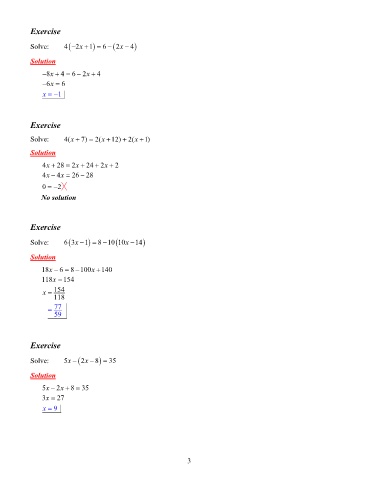 Exercise
Solve: 4(−2x + 1) = 6 − (2x − 4)
Solution
−8x + 4 = 6 − 2x + 4
−6x = 6
x = −1
Exercise
Solve: 4(x + 7) = 2(x + 12) + 2(x + 1)
Solution
4x + 28 = 2x + 24 + 2x + 2
4x − 4x = 26 − 28
0 = −2 ╳
No solution
Exercise
Solve: 6(3x − 1) = 8 − 10(10x − 14)
Solution
18x − 6 = 8 − 100x + 140
118x = 154
x = 154/118
= 77/59
Exercise
Solve: 5x − (2x − 8) = 35
Solution
5x − 2x + 8 = 35
3x = 27
x = 9
3